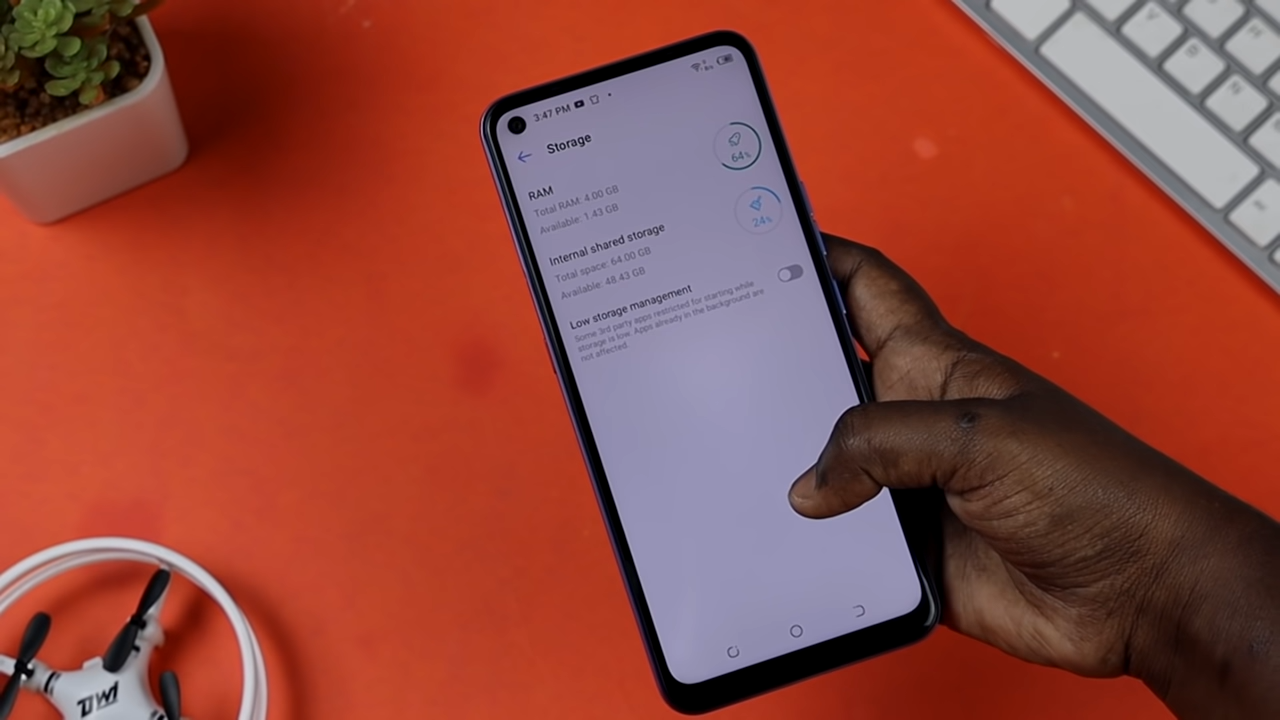 3:47 PM
Storage
64%
RAM
Total RAM: 4.00 GB
Available: 1.43 GB
24%
Internal shared storage
Total space: 64.00 GB
Available: 48.43 GB
Low storage management
Some 3rd party apps restricted for starting while
storage is low. Apps already in the background are
not affected.